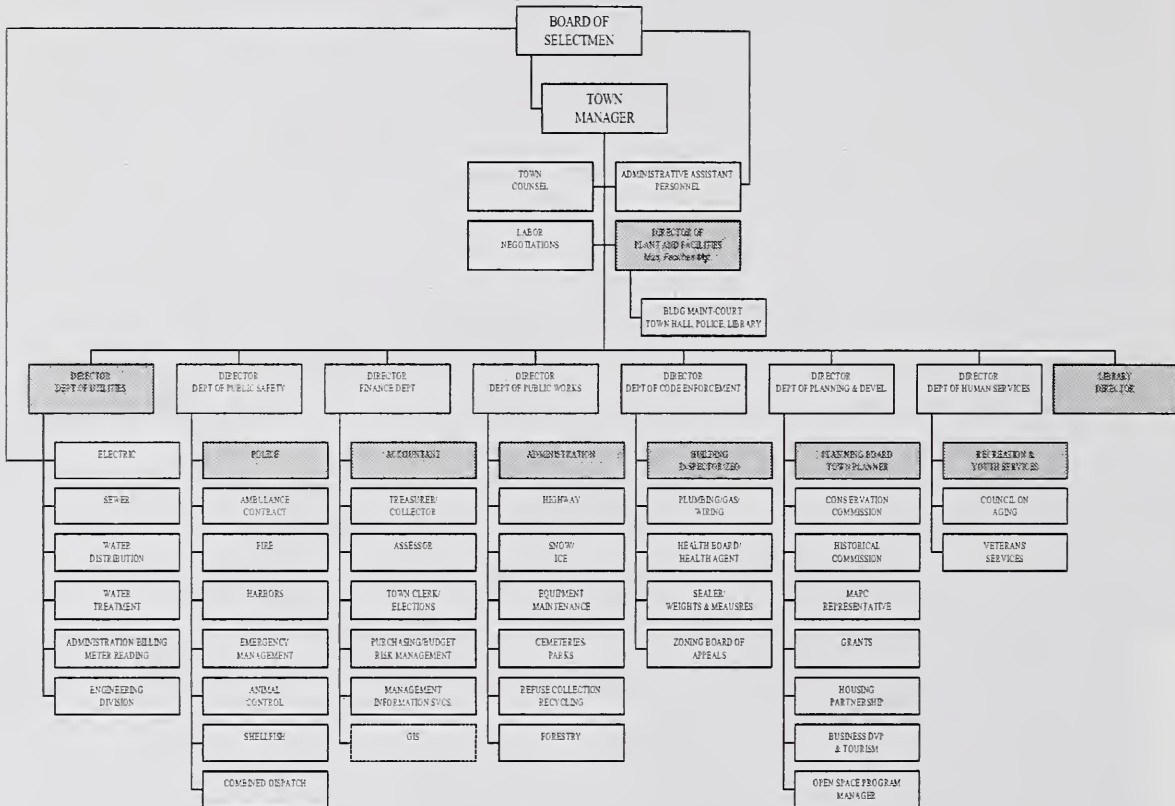 BOARD OF
SELECTMEN
TOWN
MANAGER
TOWN
COUNSEL
ADMINISTRATIVE ASSISTANT
PERSONNEL
LABOR
NEGOTIATIONS
DIRECTOR OF
PLANT AND FACILITIES
BLDG MAINT-COURT
TOWN HALL, POLICE, LIBRARY
DIRECTOR
DEPT OF UTILITIES
DIRECTOR
DEPT OF PUBLIC SAFETY
DIRECTOR
FINANCE DEPT
DIRECTOR
DEPT OF PUBLIC WORKS
DIRECTOR
DEPT OF CODE ENFORCEMENT
DIRECTOR
DEPT OF PLANNING & DEVEL
DIRECTOR
DEPT OF HUMAN SERVICES
LIBRARY
DIRECTOR
ELECTRIC
SEWER
WATER
DISTRIBUTION
WATER
TREATMENT
ADMINISTRATION/BILLING
METER READING
ENGINEERING
DIVISION
POLICE
AMBULANCE
CONTRACT
FIRE
HARBORS
EMERGENCY
MANAGEMENT
ANIMAL
CONTROL
SHELLFISH
COMBINED DISPATCH
ACCOUNTANT
TREASURER/
COLLECTOR
ASSESSOR
TOWN CLERK/
ELECTIONS
PURCHASING/BUDGET
RISK MANAGEMENT
MANAGEMENT
INFORMATION SVCS.
GIS
ADMINISTRATION
HIGHWAY
SNOW/
ICE
EQUIPMENT
MAINTENANCE
CEMETERIES
PARKS
REFUSE COLLECTION
RECYCLING
FORESTRY
BUILDING
INSPECTOR/ZEO
PLUMBING/GAS/
WIRING
HEALTH BOARD/
HEALTH AGENT
SEALER/
WEIGHTS & MEAUSRES
ZONING BOARD OF
APPEALS
PLANNING BOARD
TOWN PLANNER
CONSERVATION
COMMISSION
HISTORICAL
COMMISSION
MAPC
REPRESENTATIVE
GRANTS
HOUSING
PARTNERSHIP
BUSINESS DVP
& TOURISM
OPEN SPACE PROGRAM
MANAGER
RECREATION &
YOUTH SERVICES
COUNCIL ON
AGING
VETERANS'
SERVICES